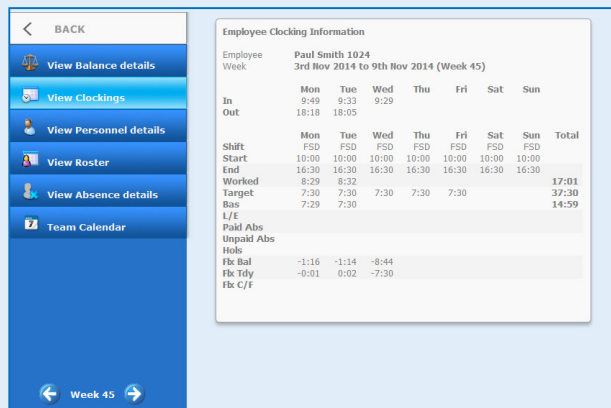 BACK
View Balance details
View Clockings
View Personnel details
View Roster
View Absence details
7 Team Calendar
Week 45
Employee Clocking Information
Employee Paul Smith 1024
Week 3rd Nov 2014 to 9th Nov 2014 (Week 45)
Mon Tue Wed Thu Fri Sat Sun
In 9:49 9:33 9:29
Out 18:18 18:05
Mon Tue Wed Thu Fri Sat Sun Total
Shift FSD FSD FSD FSD FSD FSD FSD
Start 10:00 10:00 10:00 10:00 10:00 10:00 10:00
End 16:30 16:30 16:30 16:30 16:30 16:30 16:30
Worked 8:29 8:32 17:01
Target 7:30 7:30 7:30 7:30 7:30 37:30
Bas 7:29 7:30 14:59
L/E
Paid Abs
Unpaid Abs
Hols
Flx Bal -1:16 -1:14 -8:44
Flx Tdy -0:01 0:02 -7:30
Flx C/F